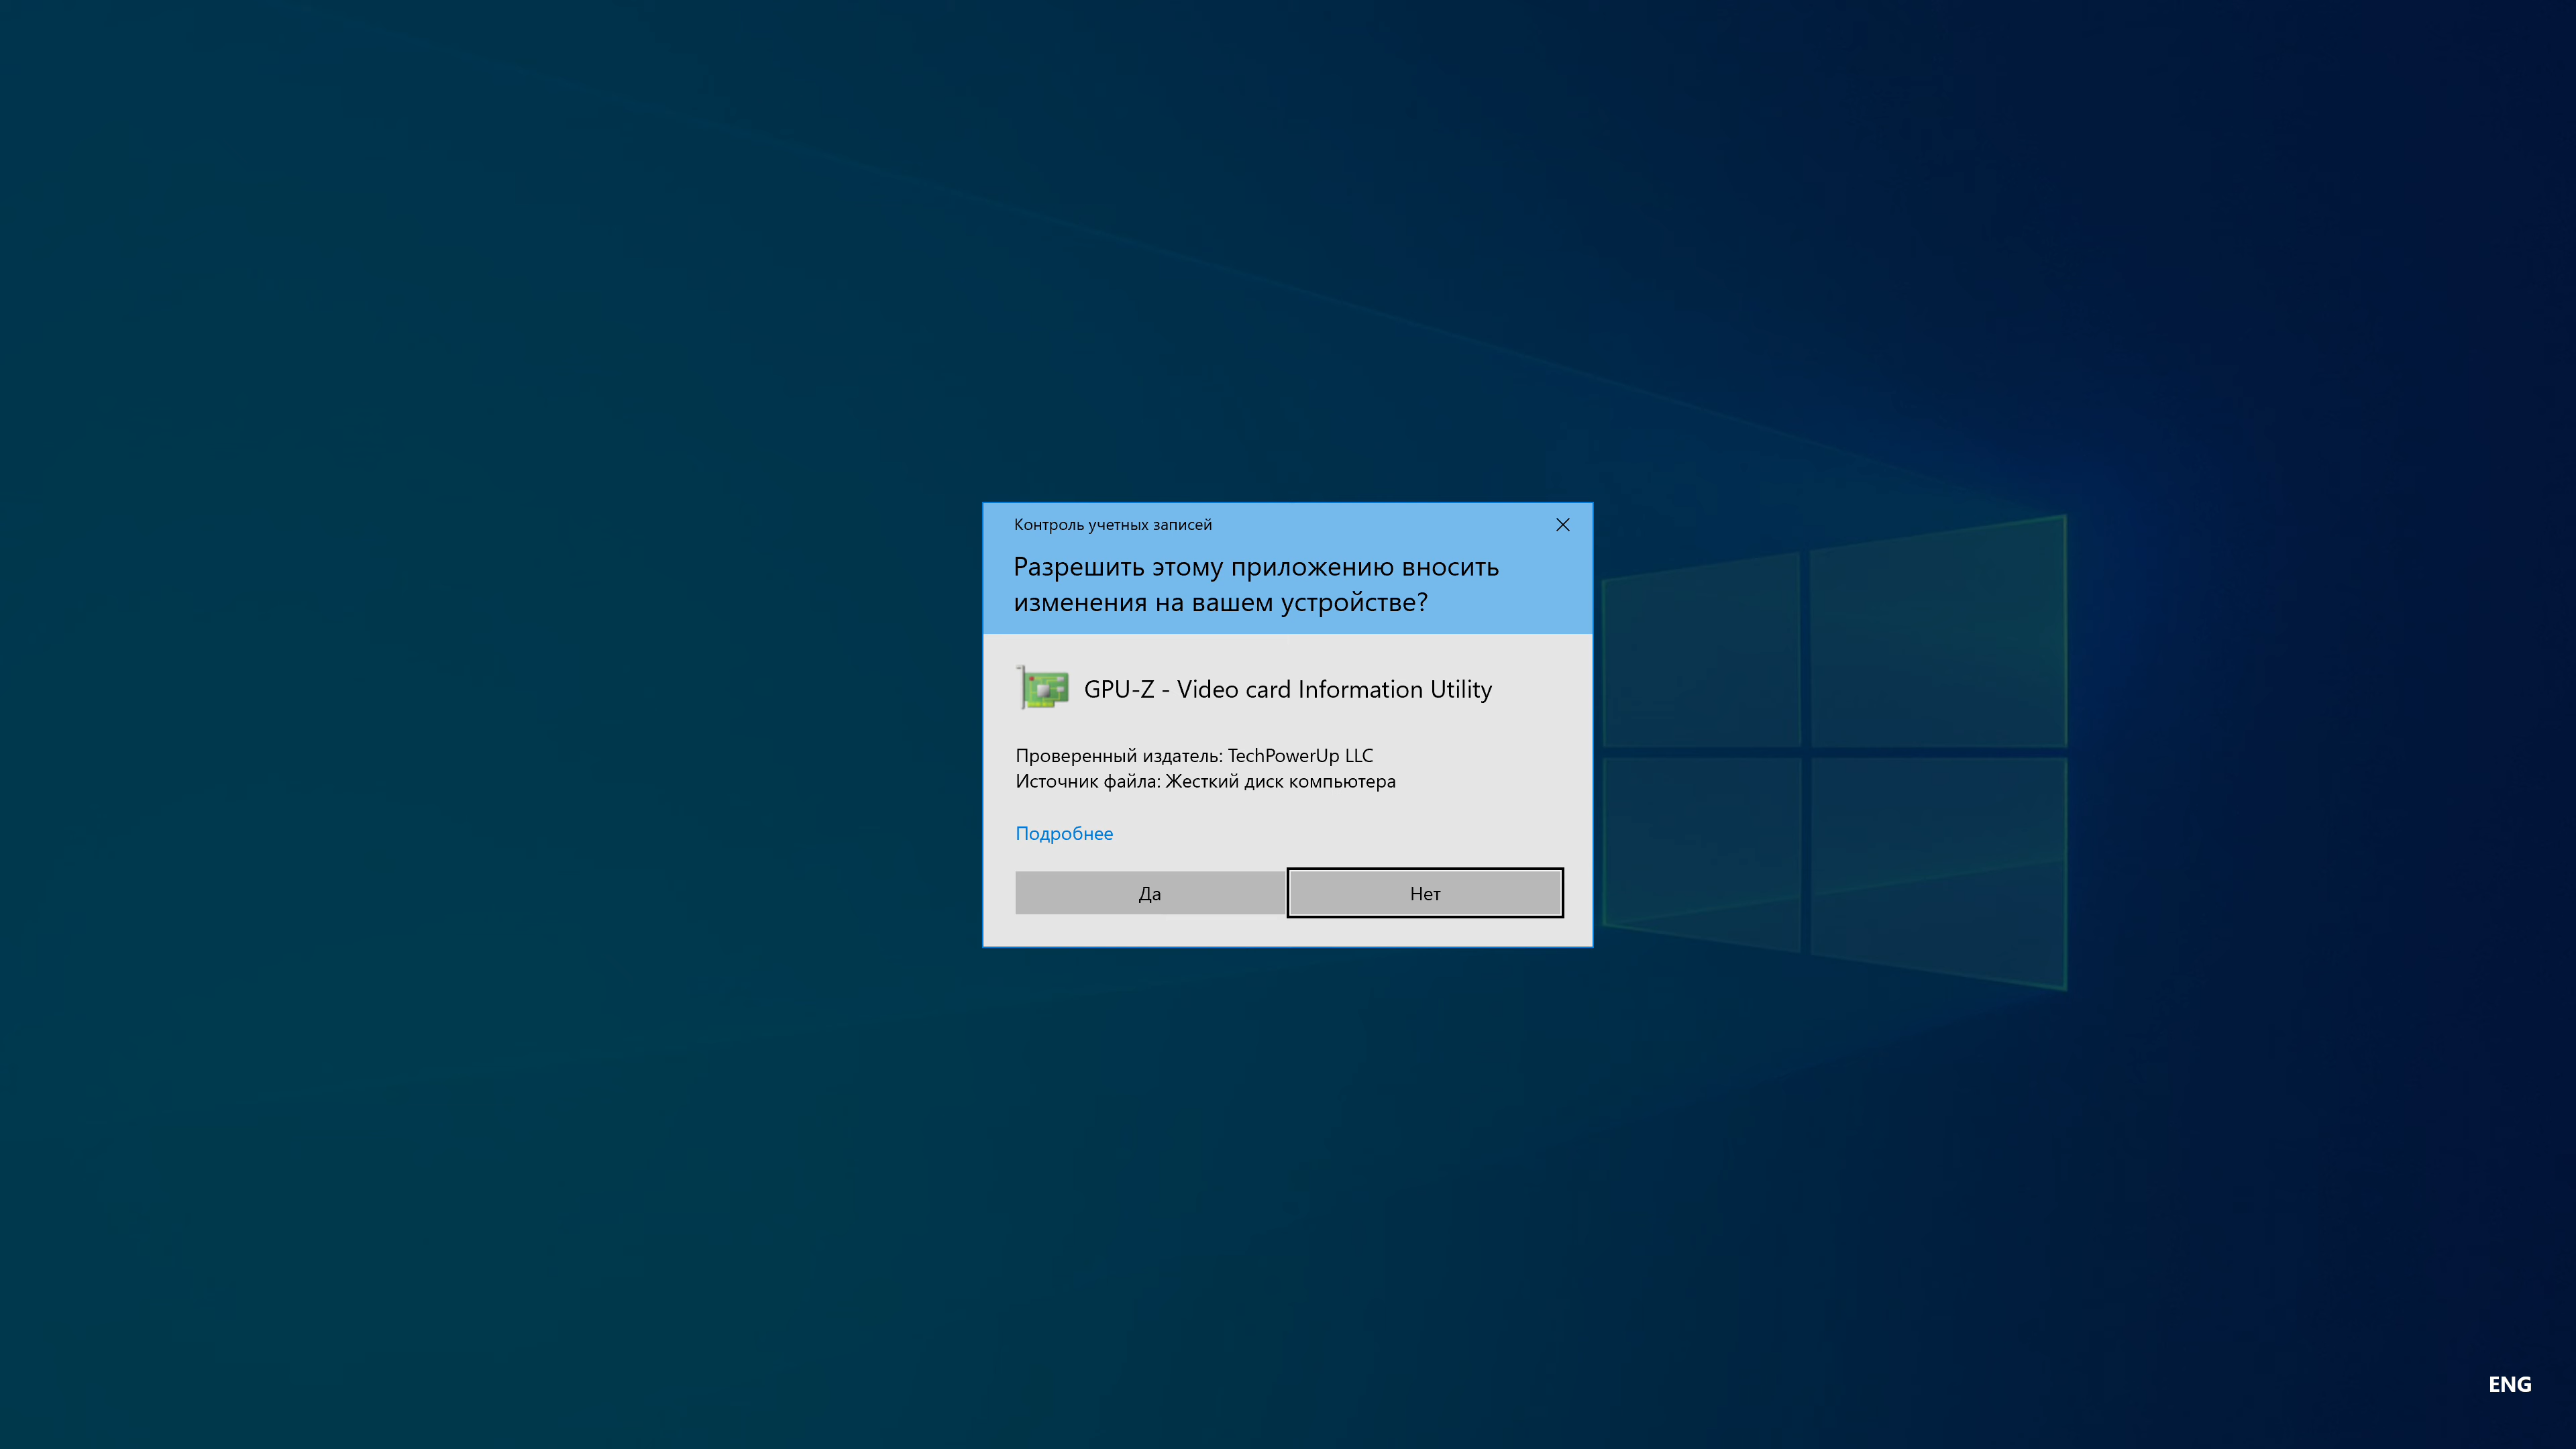 Контроль учетных записей
Разрешить этому приложению вносить
изменения на вашем устройстве?
GPU-Z - Video card Information Utility
Проверенный издатель: TechPowerUp LLC
Источник файла: Жесткий диск компьютера
Подробнее
Да
Нет
ENG